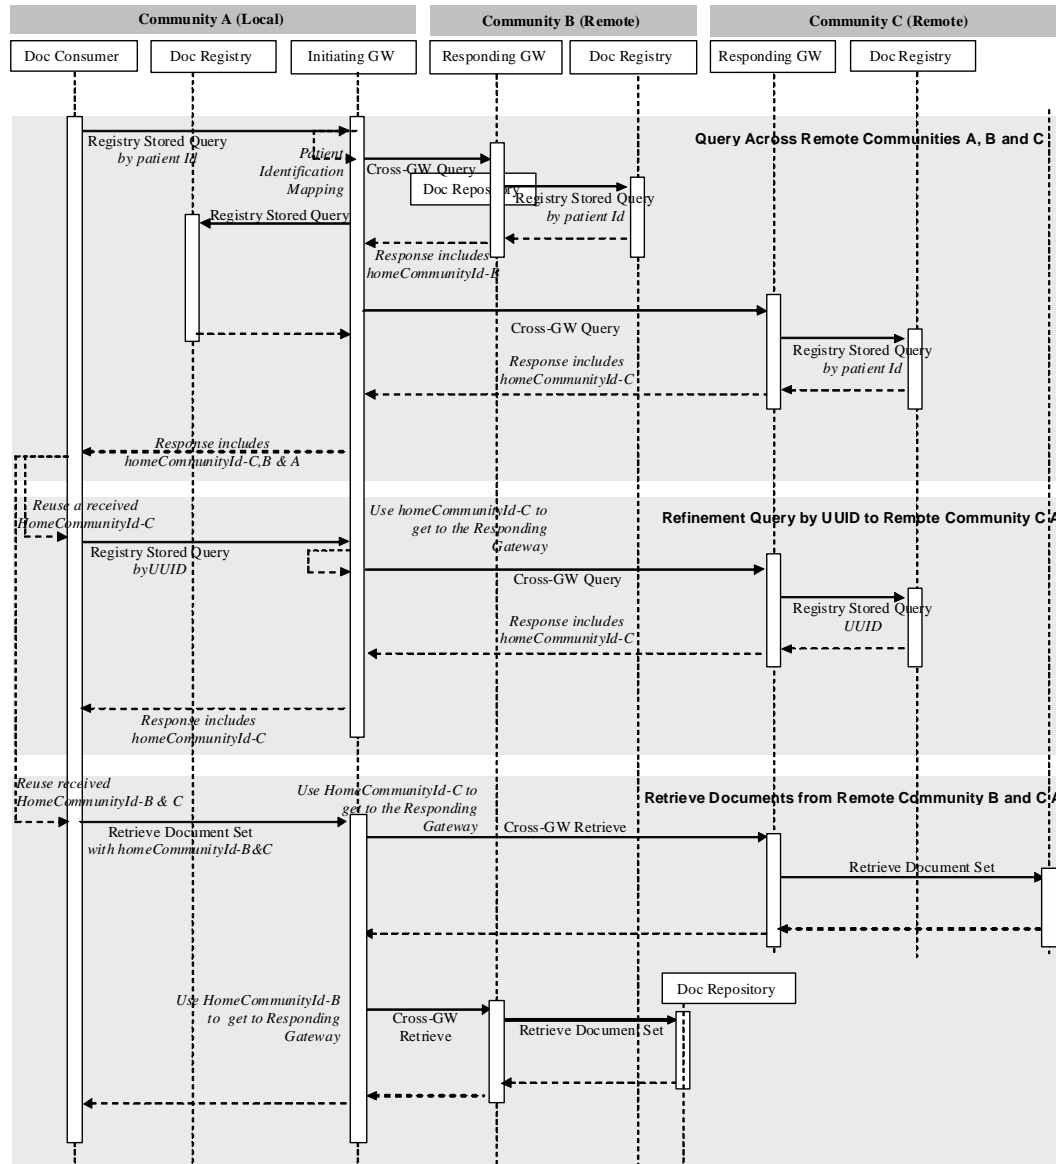 Community A (Local)
Community B (Remote)
Community C (Remote)
Doc Consumer
Doc Registry
Initiating GW
Responding GW
Doc Registry
Responding GW
Doc Registry
Query Across Remote Communities A, B and C
Registry Stored Query
by patient Id
Patient
Identification
Mapping
Cross-GW Query
Doc Repository
Registry Stored Query
by patient Id
Registry Stored Query
Response includes
homeCommunityId-B
Cross-GW Query
Registry Stored Query
by patient Id
Response includes
homeCommunityId-C
Response includes
homeCommunityId-C,B & A
Reuse a received
HomeCommunityId-C
Use homeCommunityId-C to
get to the Responding
Gateway
Refinement Query by UUID to Remote Community C A
Registry Stored Query
byUUID
Cross-GW Query
Registry Stored Query
UUID
Response includes
homeCommunityId-C
Response includes
homeCommunityId-C
Reuse received
HomeCommunityId-B & C
Use HomeCommunityId-C to
get to the Responding
Gateway
Retrieve Documents from Remote Community B and C A
Retrieve Document Set
with homeCommunityId-B&C
Cross-GW Retrieve
Retrieve Document Set
Doc Repository
Use HomeCommunityId-B
to get to Responding
Gateway
Cross-GW
Retrieve
Retrieve Document Set